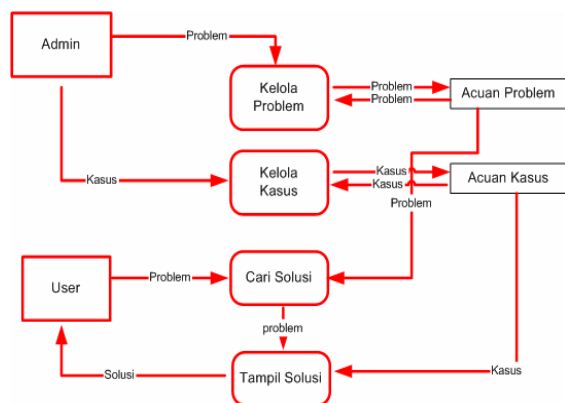 Admin
Problem
Kelola
Problem
Problem
Problem
Acuan Problem
Kasus
Kelola
Kasus
Kasus
Kasus
Acuan Kasus
Problem
User
Problem
Cari Solusi
problem
Solusi
Tampil Solusi
Kasus